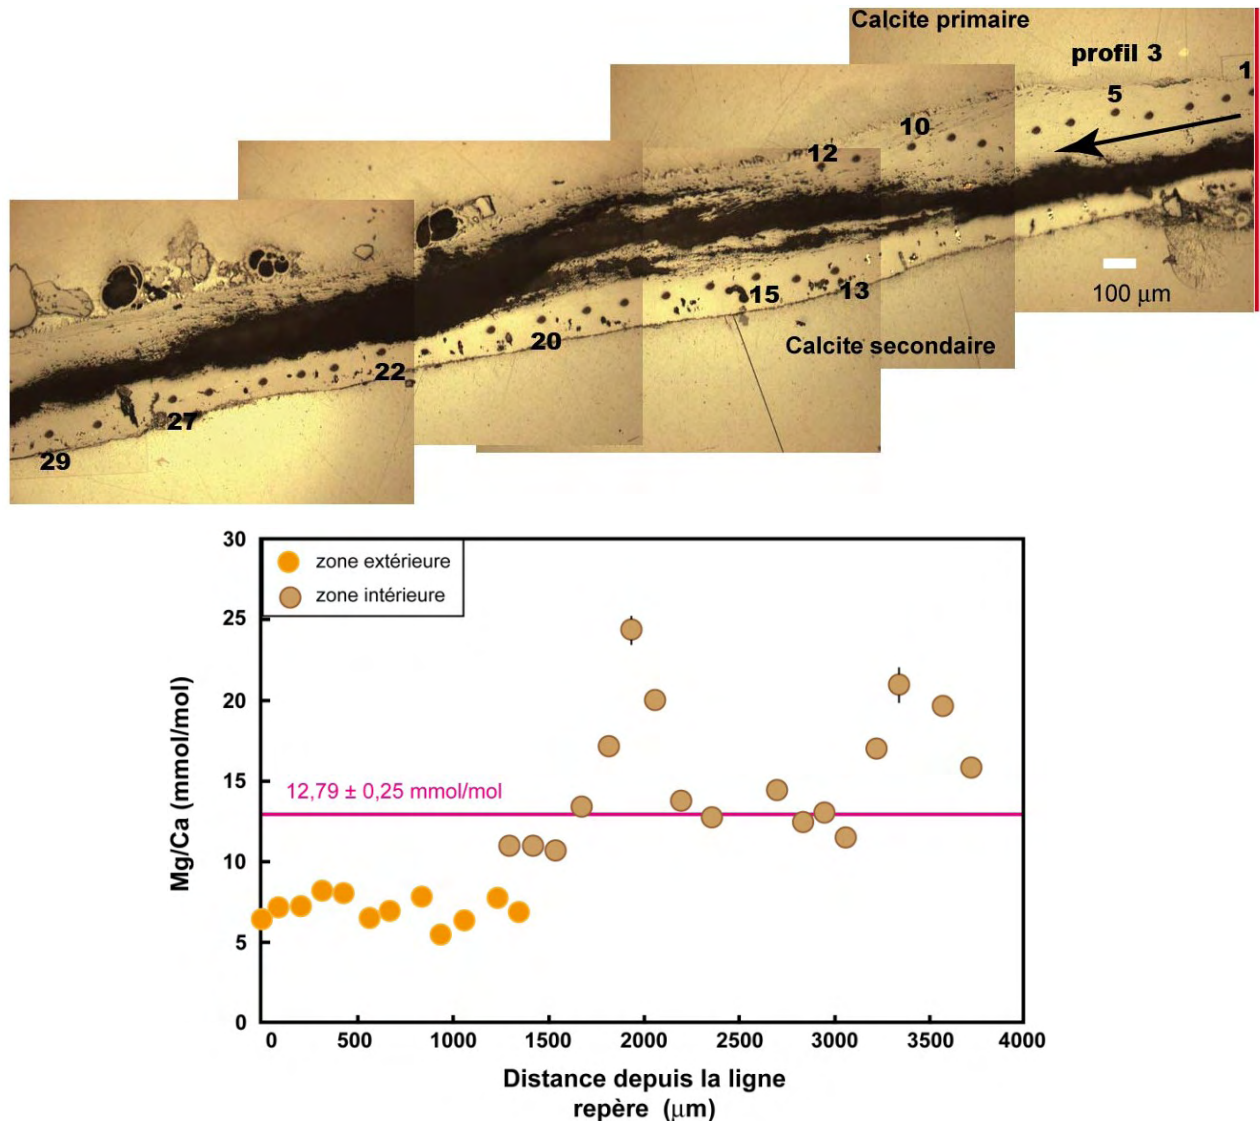 Calcite primaire
profil 3
1
5
10
12
100 µm
15
13
20
Calcite secondaire
22
27
29
30
zone extérieure
zone intérieure
25
20
15
12,79 ± 0,25 mmol/mol
10
5
0
Mg/Ca (mmol/mol)
0 500 1000 1500 2000 2500 3000 3500 4000
Distance depuis la ligne
repère (µm)